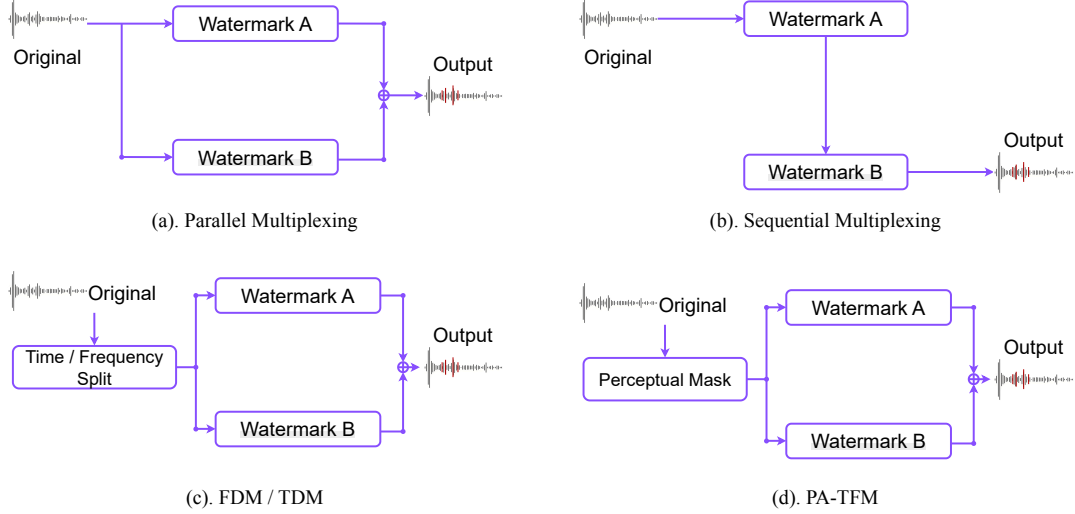 Watermark A
Original
Output
Watermark B
(a). Parallel Multiplexing
Watermark A
Original
Output
Watermark B
(b). Sequential Multiplexing
Original
Watermark A
Time / Frequency
Split
Output
Watermark B
(c). FDM / TDM
Original
Watermark A
Perceptual Mask
Output
Watermark B
(d). PA-TFM